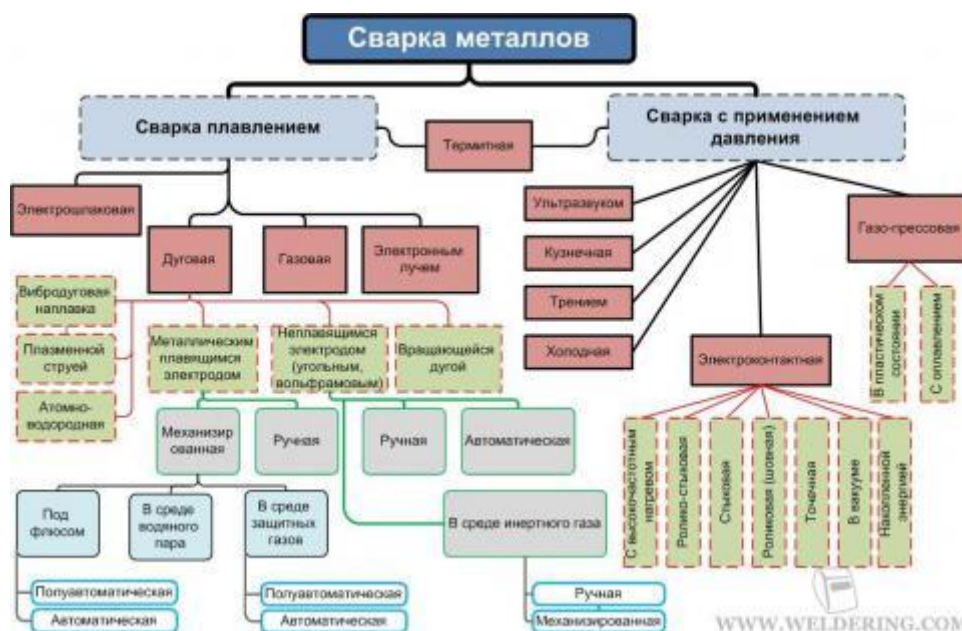 Сварка металлов
Сварка плавлением
Термитная
Сварка с применением
давления
Электрошлаковая
Дуговая
Газовая
Электронным
лучем
Ультразвуком
Кузнечная
Трением
Холодная
Газо-прессовая
Электроконтактная
В пластическом
состоянии
С оплавлением
Вибродуговая
наплавка
Плазменной
струей
Атомно-
водородная
Металлическим
плавящимся
электродом
Неплавящимся
электродом
(угольным,
вольфрамовым)
Вращающейся
дугой
Механизир
ованная
Ручная
Ручная
Автоматическая
Под
флюсом
В среде
водяного
пара
В среде
защитных
газов
В среде инертного газа
Полуавтоматическая
Автоматическая
Полуавтоматическая
Автоматическая
Ручная
Механизированная
С высокочастотным
нагревом
Ролико-стыковая
Стыковая
Роликовая (шовная)
Точечная
В вакууме
Накопленной
энергией
WWW.WELDERING.COM